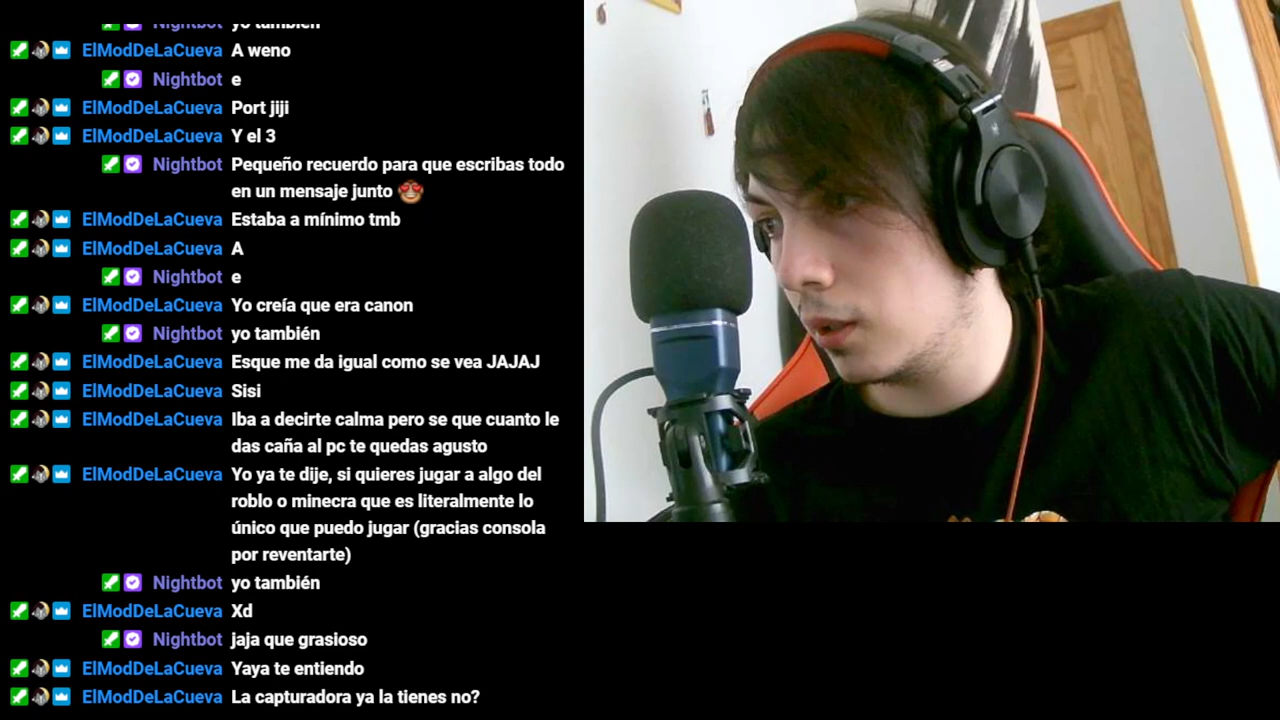 Nightbot yo también
ElModDeLaCueva A weno
Nightbot e
ElModDeLaCueva Port jiji
ElModDeLaCueva Y el 3
Nightbot Pequeño recuerdo para que escribas todo
en un mensaje junto
ElModDeLaCueva Estaba a mínimo tmb
ElModDeLaCueva A
Nightbot e
ElModDeLaCueva Yo creía que era canon
Nightbot yo también
ElModDeLaCueva Esque me da igual como se vea JAJAJ
ElModDeLaCueva Sisi
ElModDeLaCueva Iba a decirte calma pero se que cuanto le
das caña al pc te quedas agusto
ElModDeLaCueva Yo ya te dije, si quieres jugar a algo del
roblo o minecra que es literalmente lo
único que puedo jugar (gracias consola
por reventarte)
Nightbot yo también
ElModDeLaCueva Xd
Nightbot jaja que grasioso
ElModDeLaCueva Yaya te entiendo
ElModDeLaCueva La capturadora ya la tienes no?